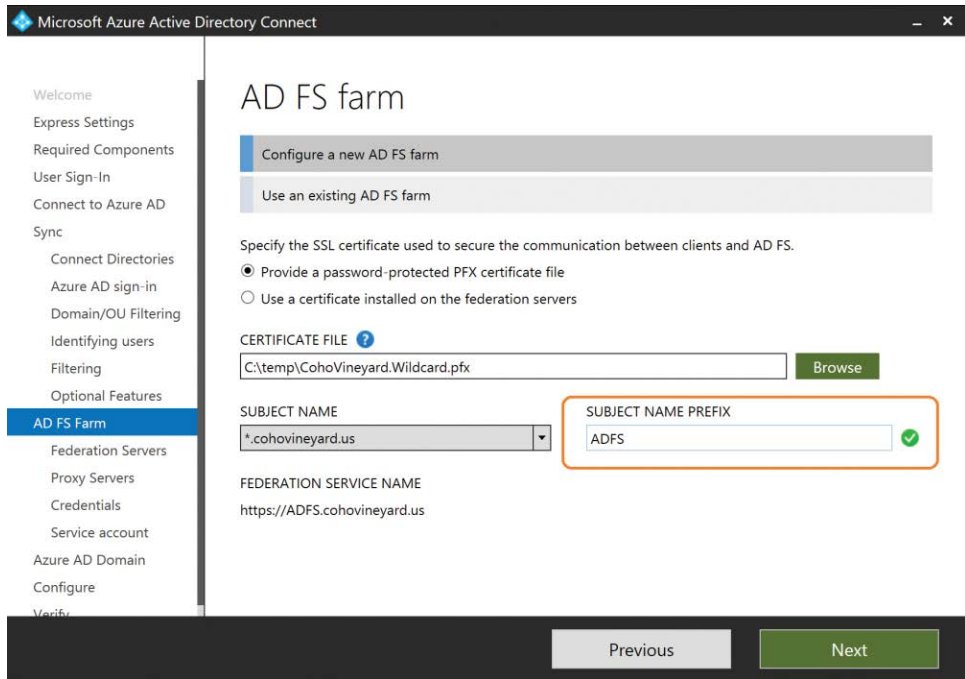 Microsoft Azure Active Directory Connect
Welcome
Express Settings
Required Components
User Sign-In
Connect to Azure AD
Sync
Connect Directories
Azure AD sign-in
Domain/OU Filtering
Identifying users
Filtering
Optional Features
AD FS Farm
Federation Servers
Proxy Servers
Credentials
Service account
Azure AD Domain
Configure
Verify
AD FS farm
Configure a new AD FS farm
Use an existing AD FS farm
Specify the SSL certificate used to secure the communication between clients and AD FS.
Provide a password-protected PFX certificate file
Use a certificate installed on the federation servers
CERTIFICATE FILE ?
C:\temp\CohoVineyard.Wildcard.pfx
Browse
SUBJECT NAME
*.cohovineyard.us
SUBJECT NAME PREFIX
ADFS
FEDERATION SERVICE NAME
https://ADFS.cohovineyard.us
Previous
Next